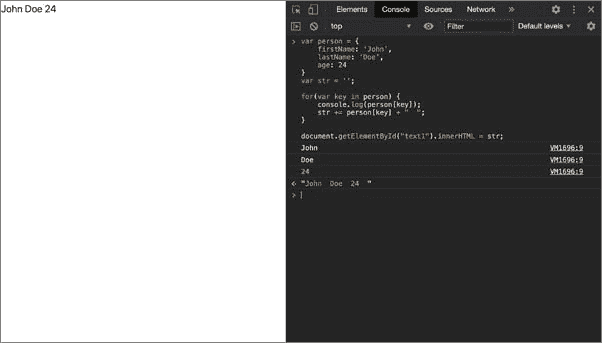 John Doe 24
Elements Console Sources Network »
top Filter Default levels
> var person = {
    firstName: 'John',
    lastName: 'Doe',
    age: 24
}
var str = '';

for(var key in person) {
    console.log(person[key]);
    str += person[key] + "  ";
}

document.getElementById("text1").innerHTML = str;
John VM1696:9
Doe VM1696:9
24 VM1696:9
"John  Doe  24  "
>